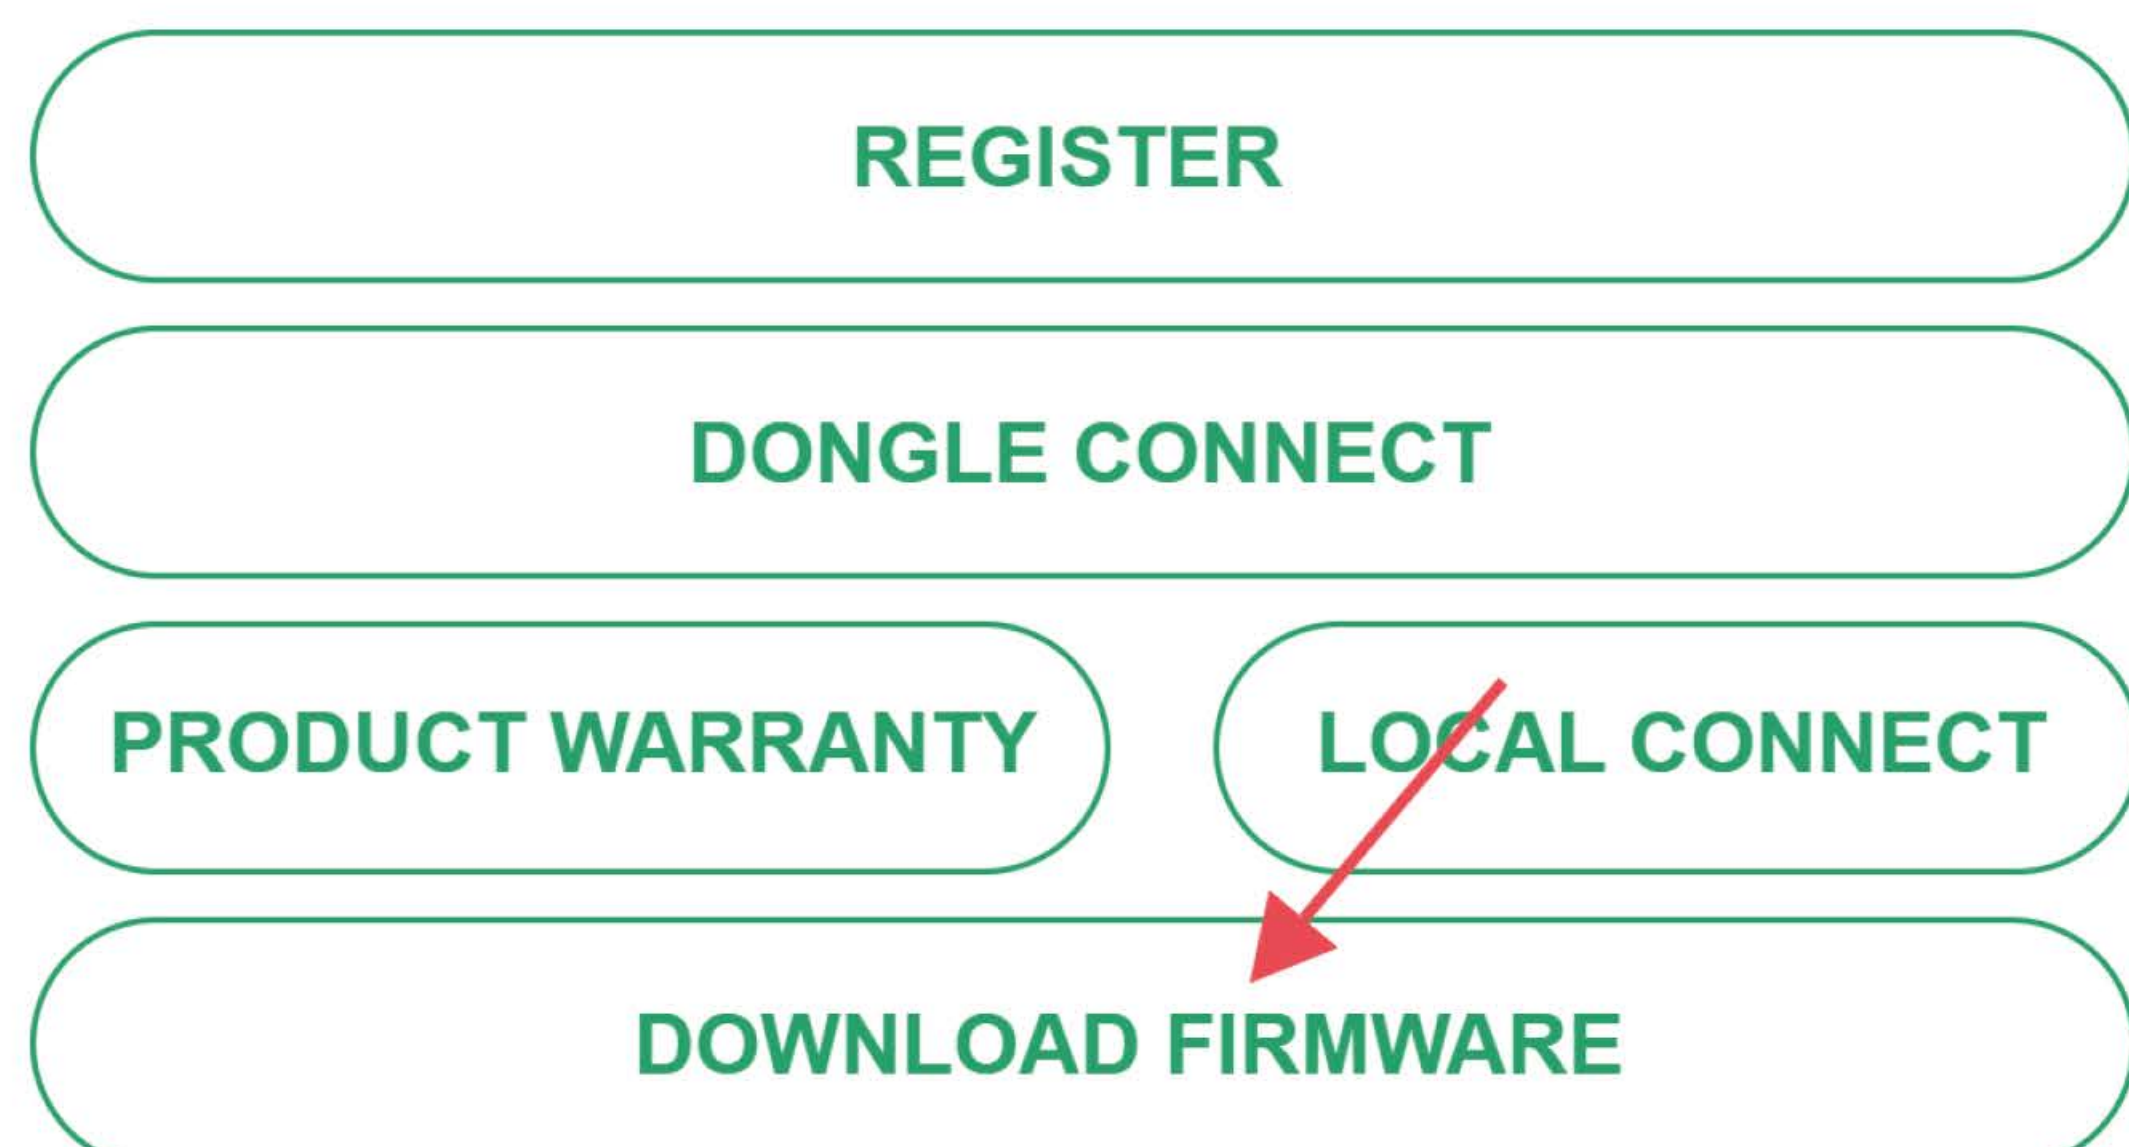 REGISTER
DONGLE CONNECT
PRODUCT WARRANTY
LOCAL CONNECT
DOWNLOAD FIRMWARE